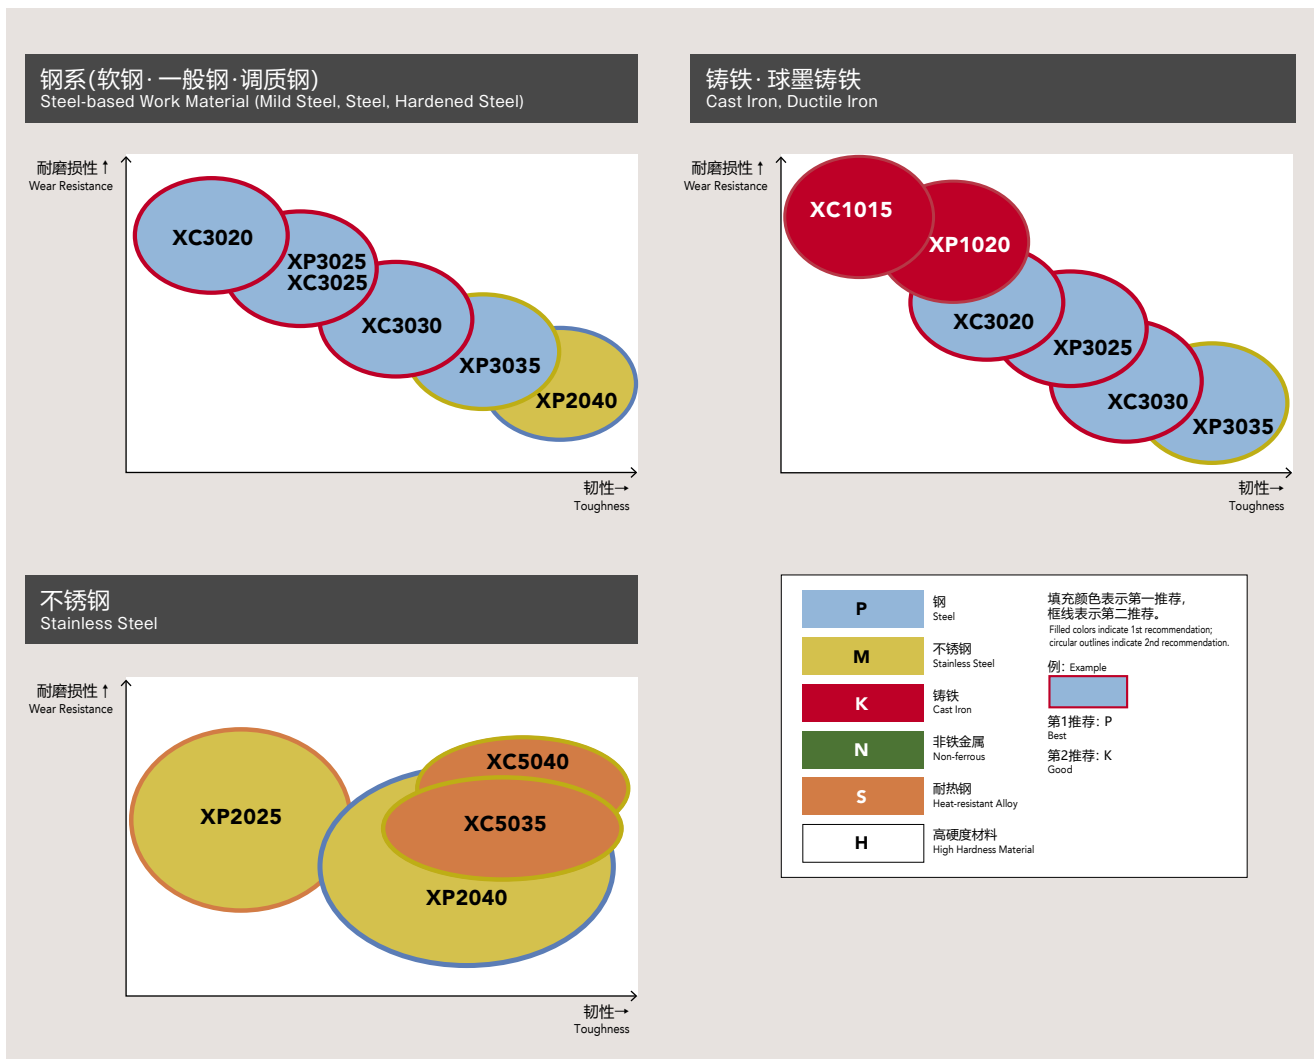 钢系(软钢·一般钢·调质钢)
Steel-based Work Material (Mild Steel, Steel, Hardened Steel)
耐磨损性↑
Wear Resistance
XC3020
XP3025
XC3025
XC3030
XP3035
XP2040
韧性→
Toughness
铸铁·球墨铸铁
Cast Iron, Ductile Iron
耐磨损性↑
Wear Resistance
XC1015
XP1020
XC3020
XP3025
XC3030
XP3035
韧性→
Toughness
不锈钢
Stainless Steel
耐磨损性↑
Wear Resistance
XC5040
XP2025
XC5035
XP2040
韧性→
Toughness
P
钢
Steel
M
不锈钢
Stainless Steel
K
铸铁
Cast Iron
N
非铁金属
Non-ferrous
S
耐热钢
Heat-resistant Alloy
H
高硬度材料
High Hardness Material
填充颜色表示第一推荐,
框线表示第二推荐。
Filled colors indicate 1st recommendation;
circular outlines indicate 2nd recommendation.
例: Example
第1推荐: P
Best
第2推荐: K
Good